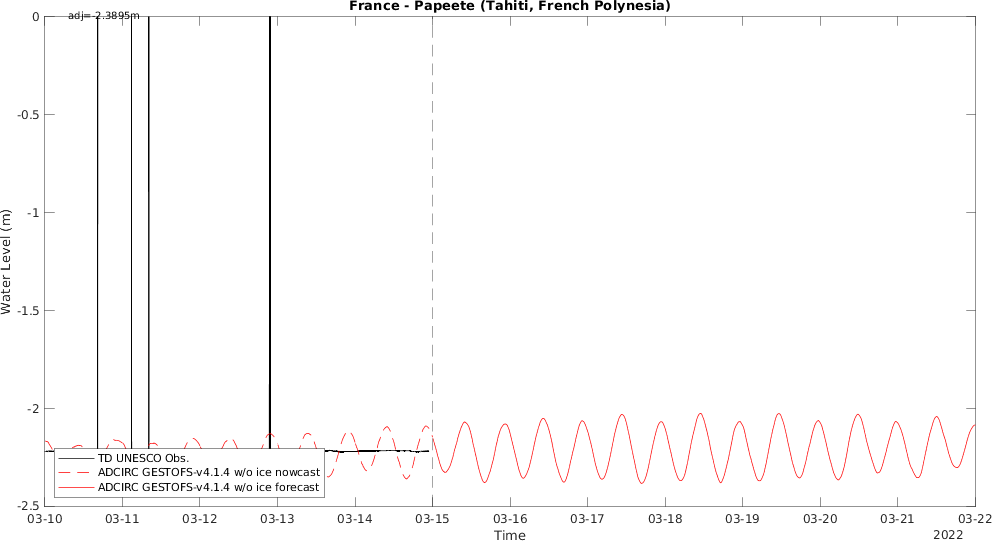 France - Papeete (Tahiti, French Polynesia)
adj=-2.3895m
0
-0.5
-1
-1.5
-2
-2.5
Water Level (m)
TD UNESCO Obs.
ADCIRC GESTOFS-v4.1.4 w/o ice nowcast
ADCIRC GESTOFS-v4.1.4 w/o ice forecast
03-10 03-11 03-12 03-13 03-14 03-15 03-16 03-17 03-18 03-19 03-20 03-21 03-22
Time
2022